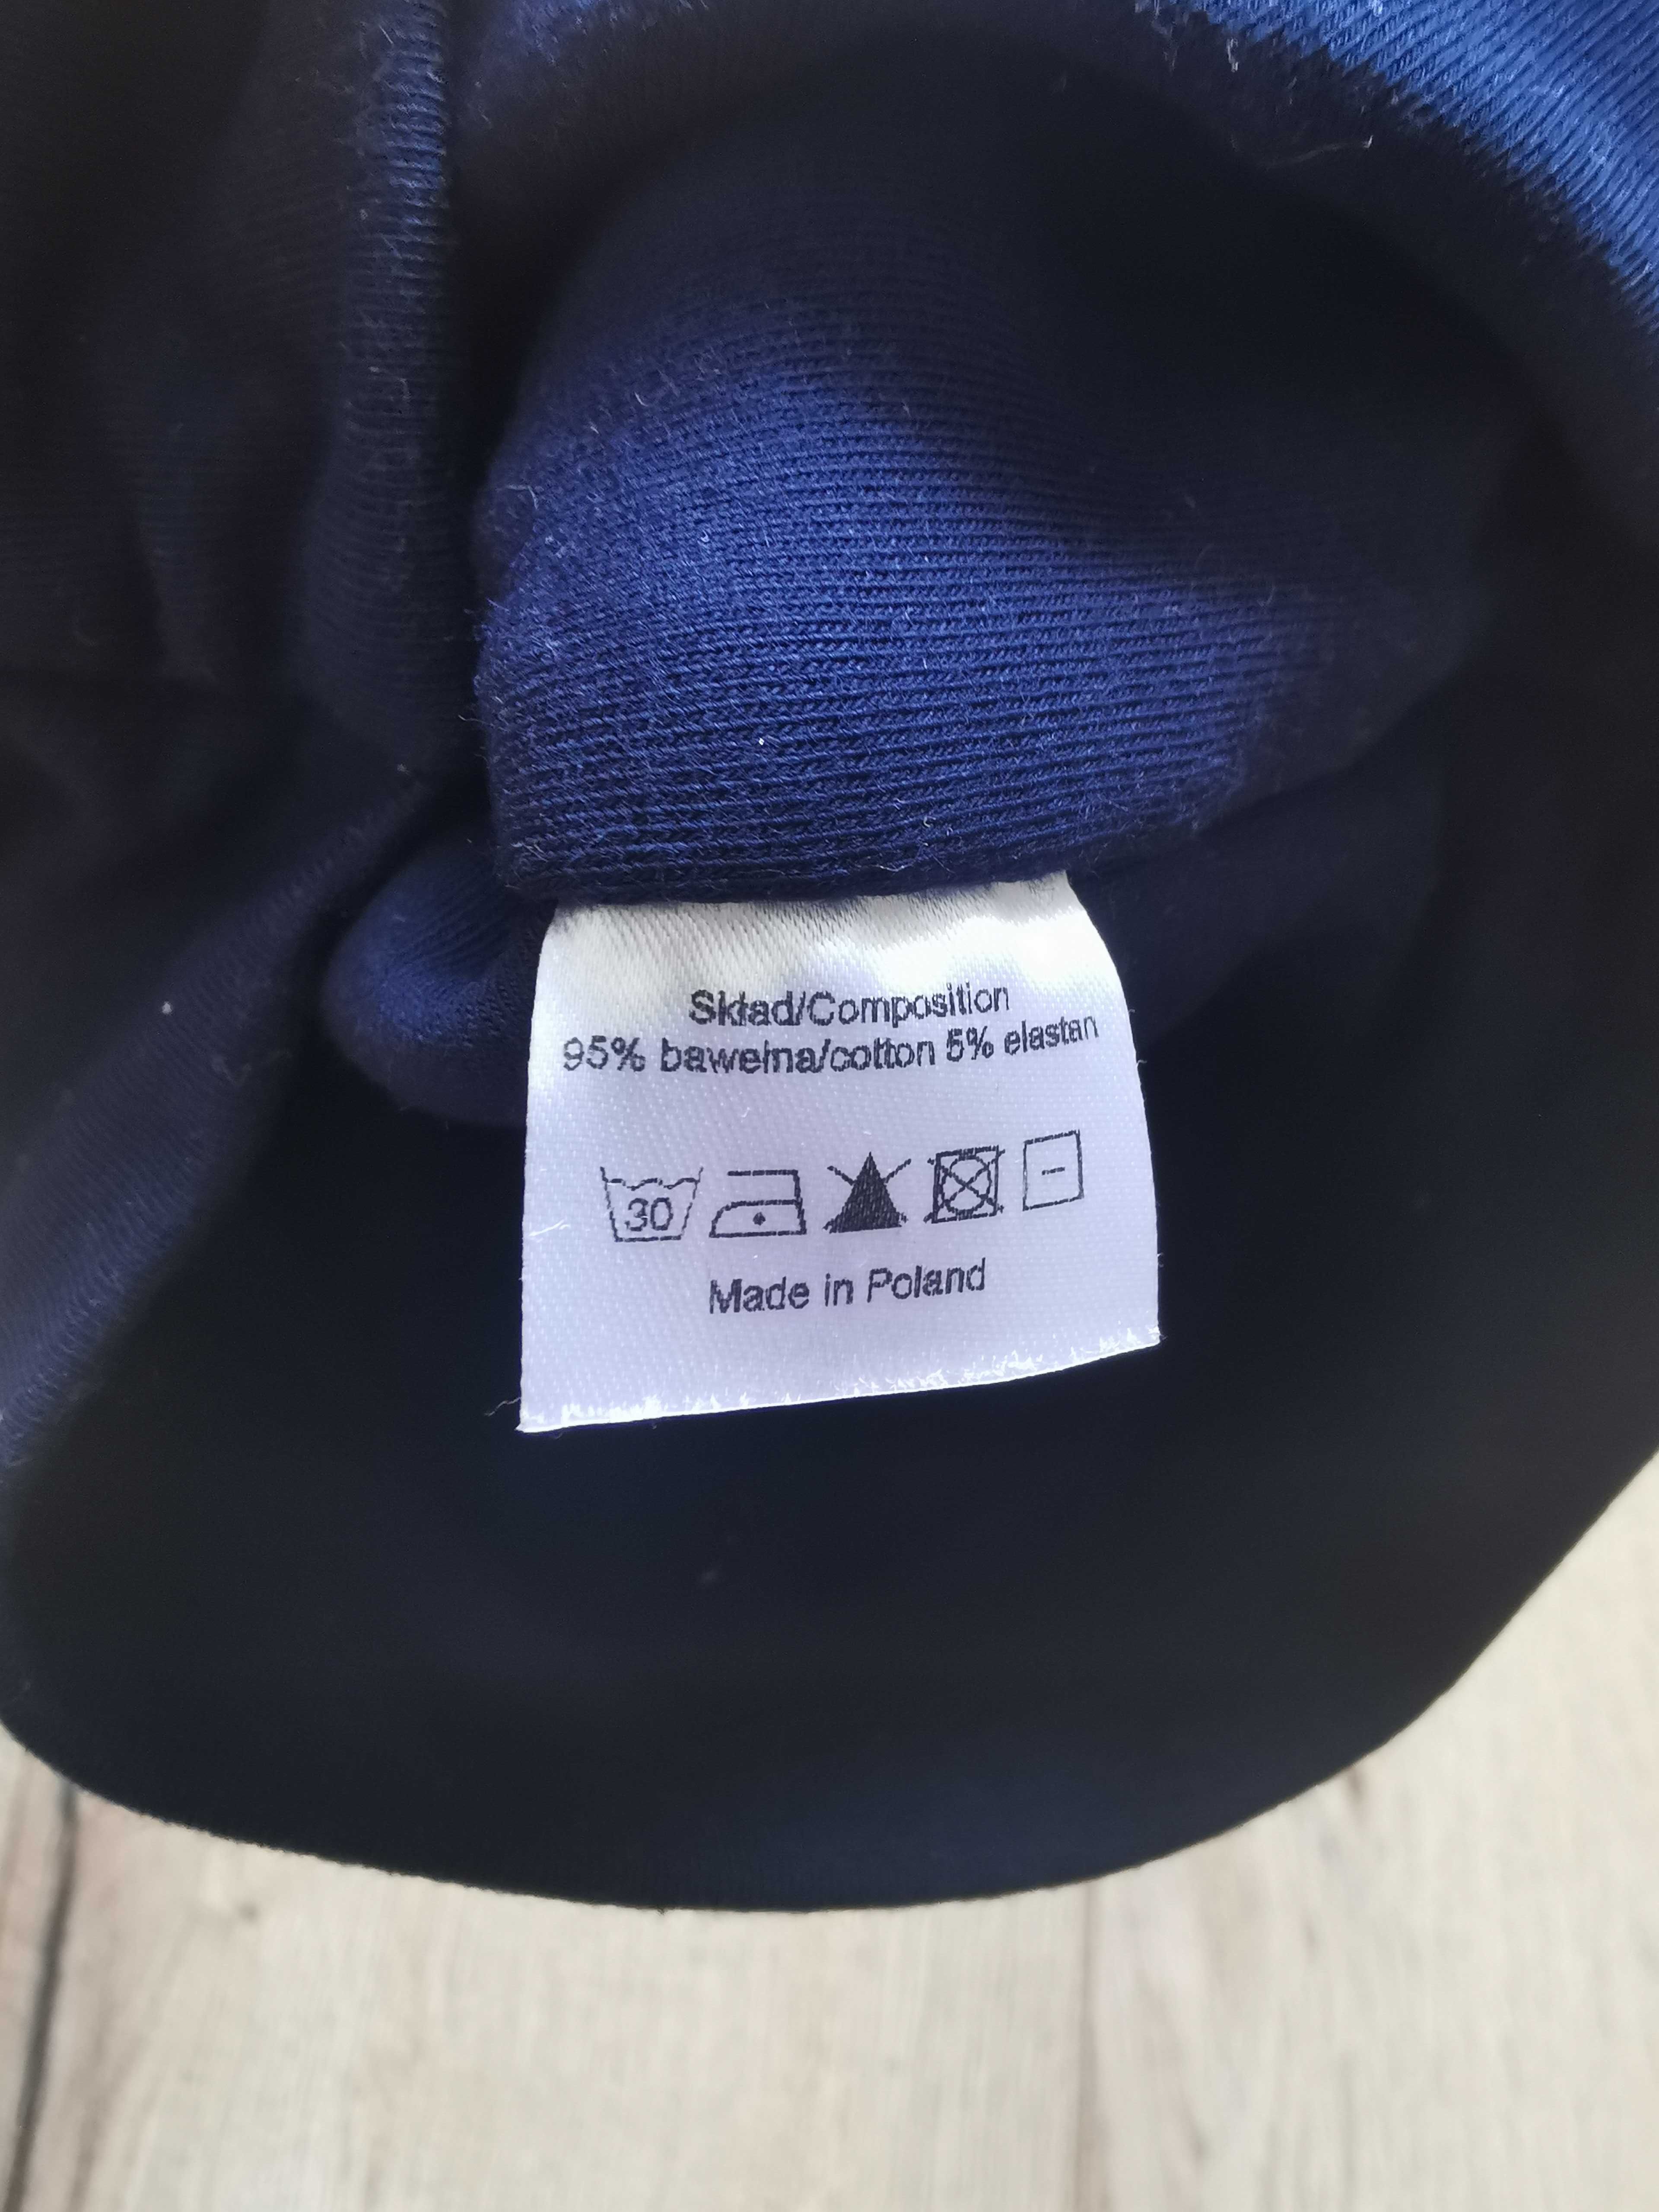 Skład/Composition
95% bawełna/cotton 5% elastan
30
Made in Poland